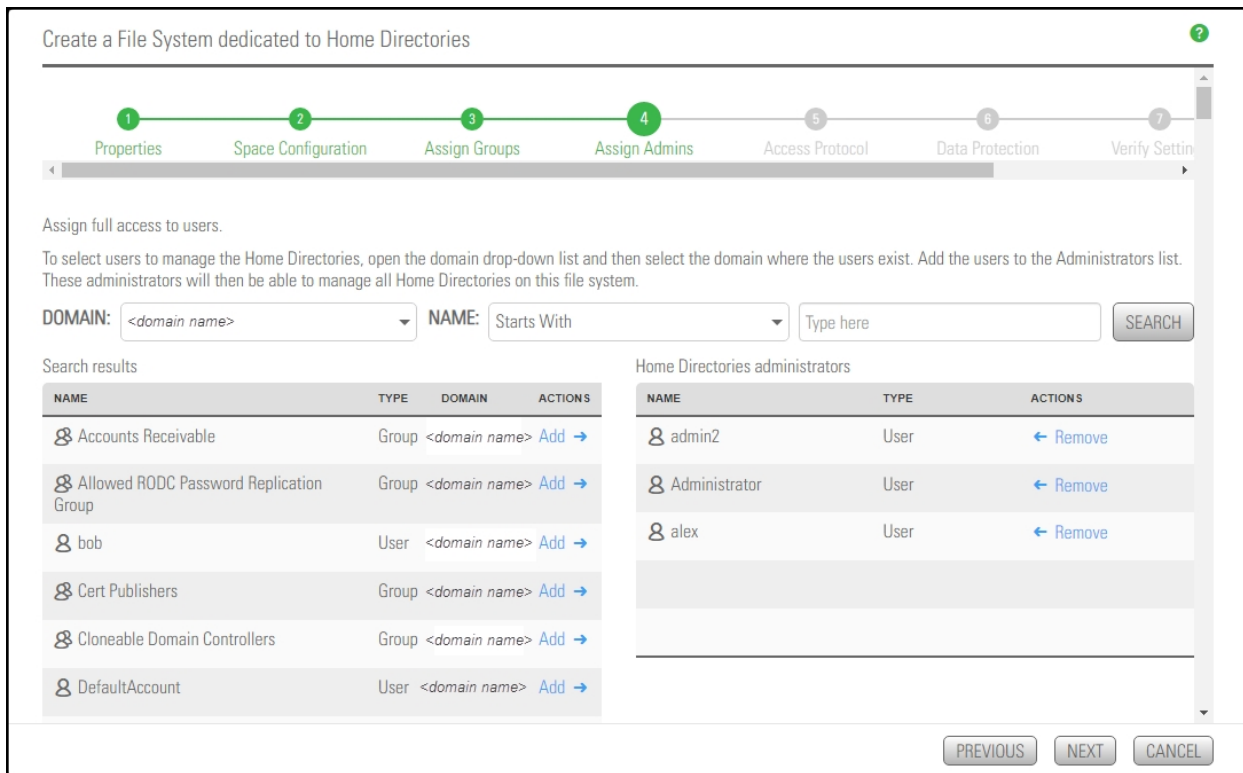 Create a File System dedicated to Home Directories
?
1 2 3 4 5 6 7
Properties Space Configuration Assign Groups Assign Admins Access Protocol Data Protection Verify Settin
Assign full access to users.
To select users to manage the Home Directories, open the domain drop-down list and then select the domain where the users exist. Add the users to the Administrators list.
These administrators will then be able to manage all Home Directories on this file system.
DOMAIN: <domain name> NAME: Starts With Type here SEARCH
Search results
NAME TYPE DOMAIN ACTIONS
Accounts Receivable Group <domain name> Add →
Allowed RODC Password Replication Group <domain name> Add →
Group
bob User <domain name> Add →
Cert Publishers Group <domain name> Add →
Cloneable Domain Controllers Group <domain name> Add →
DefaultAccount User <domain name> Add →
Home Directories administrators
NAME TYPE ACTIONS
admin2 User ← Remove
Administrator User ← Remove
alex User ← Remove
PREVIOUS NEXT CANCEL